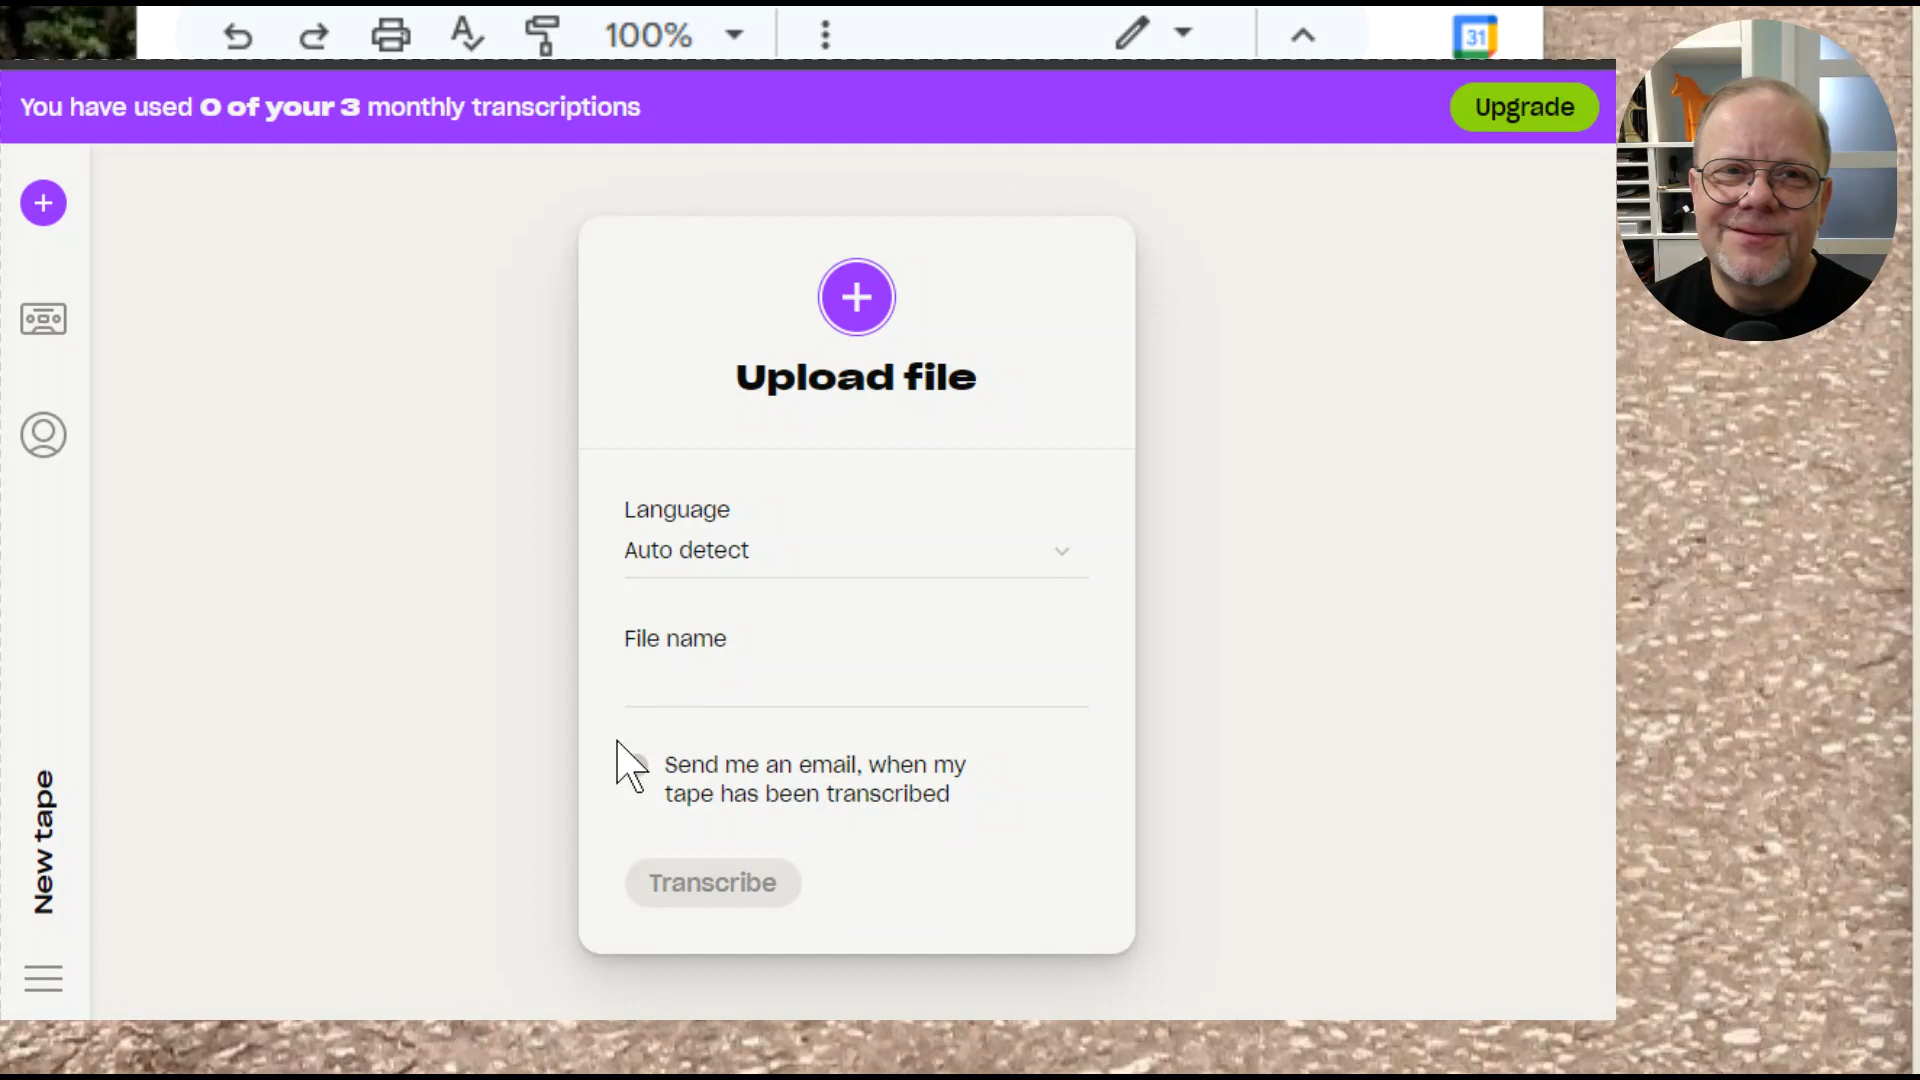 100%
31
You have used 0 of your 3 monthly transcriptions
Upgrade
Upload file
Language
Auto detect
File name
Send me an email, when my
tape has been transcribed
Transcribe
New tape